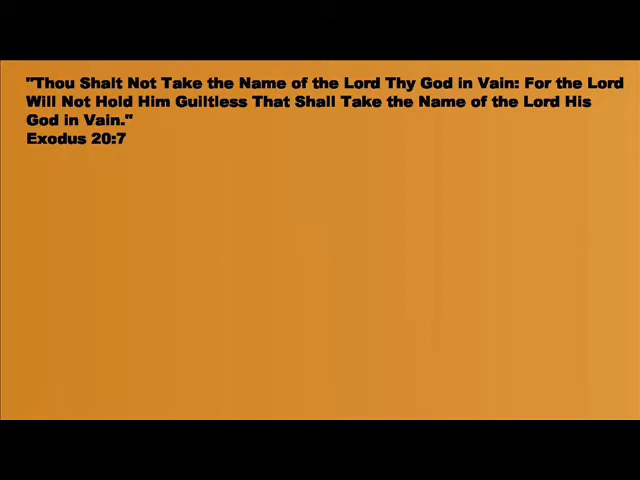 "Thou Shalt Not Take the Name of the Lord Thy God in Vain: For the Lord
Will Not Hold Him Guiltless That Shall Take the Name of the Lord His
God in Vain."
Exodus 20:7